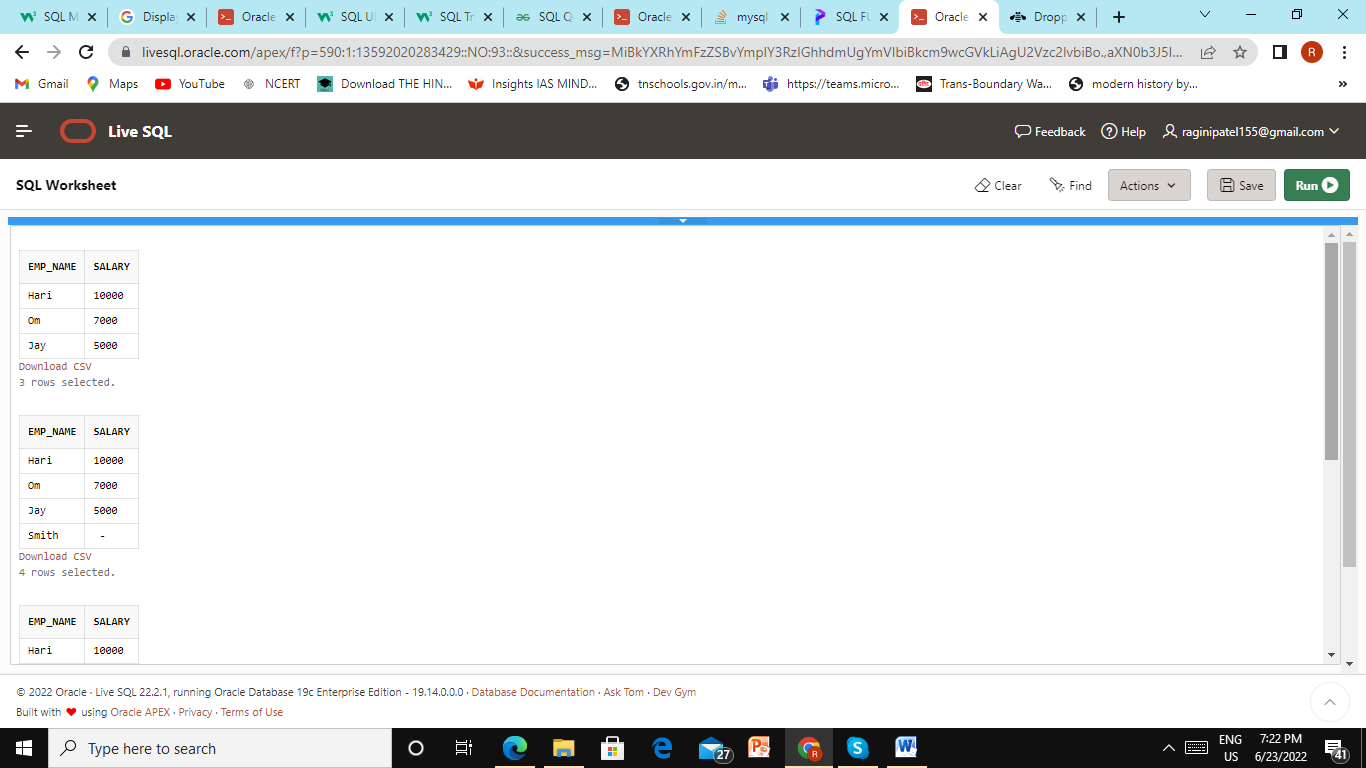 SQL M
Display
Oracle
SQL UI
SQL Tr
SQL Q
Oracle
mysql
SQL FU
Oracle
Dropp
livesql.oracle.com/apex/f?p=590:1:13592020283429::NO:93::&success_msg=
Gmail
Maps
YouTube
NCERT
Download THE HIN...
Insights IAS MIND...
tnschools.gov.in/m...
https://teams.micro...
Trans-Boundary Wa...
modern history by...
»
Live SQL
Feedback
Help
raginipatel155@gmail.com
SQL Worksheet
Clear
Find
Actions
Save
Run
EMP_NAME SALARY
Hari 10000
Om 7000
Jay 5000
Download CSV
3 rows selected.
EMP_NAME SALARY
Hari 10000
Om 7000
Jay 5000
Smith -
Download CSV
4 rows selected.
EMP_NAME SALARY
Hari 10000
© 2022 Oracle · Live SQL 22.2.1, running Oracle Database 19c Enterprise Edition - 19.14.0.0.0 · Database Documentation · Ask Tom · Dev Gym
Built with ♥ using Oracle APEX · Privacy · Terms of Use
Type here to search
27
R
ENG
US
7:22 PM
6/23/2022
41